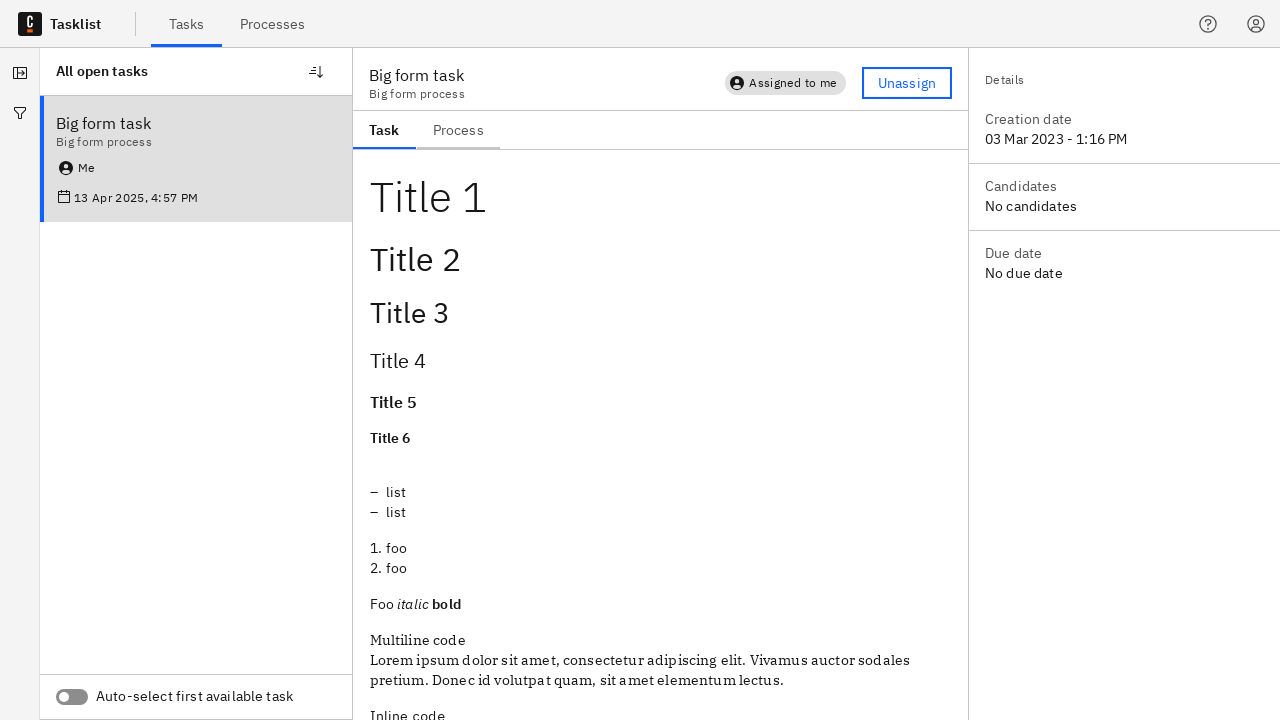 Tasklist
Tasks
Processes
All open tasks
Big form task
Big form process
Me
13 Apr 2025, 4:57 PM
Auto-select first available task
Big form task
Big form process
Assigned to me
Unassign
Task
Process
Title 1
Title 2
Title 3
Title 4
Title 5
Title 6
– list
– list
1. foo
2. foo
Foo italic bold
Multiline code
Lorem ipsum dolor sit amet, consectetur adipiscing elit. Vivamus auctor sodales
pretium. Donec id volutpat quam, sit amet elementum lectus.
Inline code
Details
Creation date
03 Mar 2023 - 1:16 PM
Candidates
No candidates
Due date
No due date